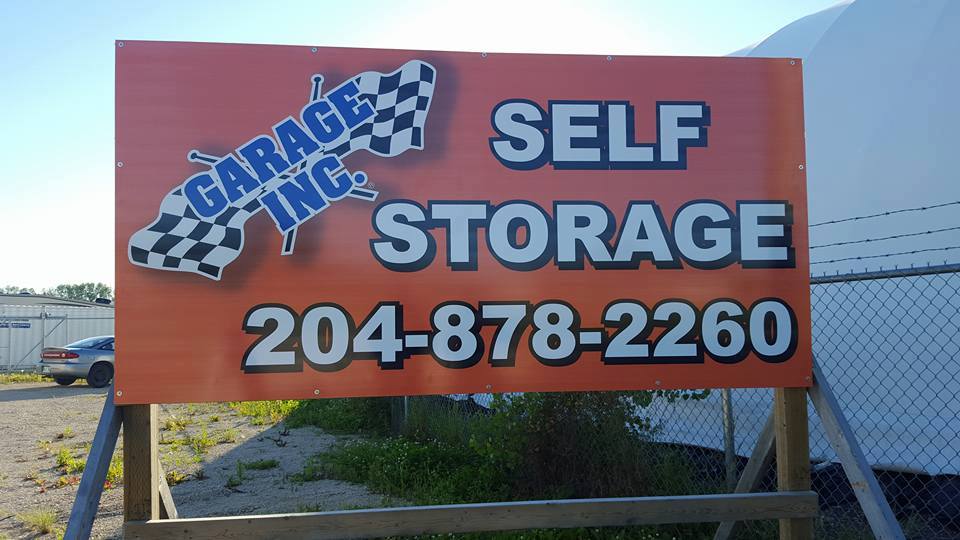 GARAGE
INC.®
SELF
STORAGE
204-878-2260